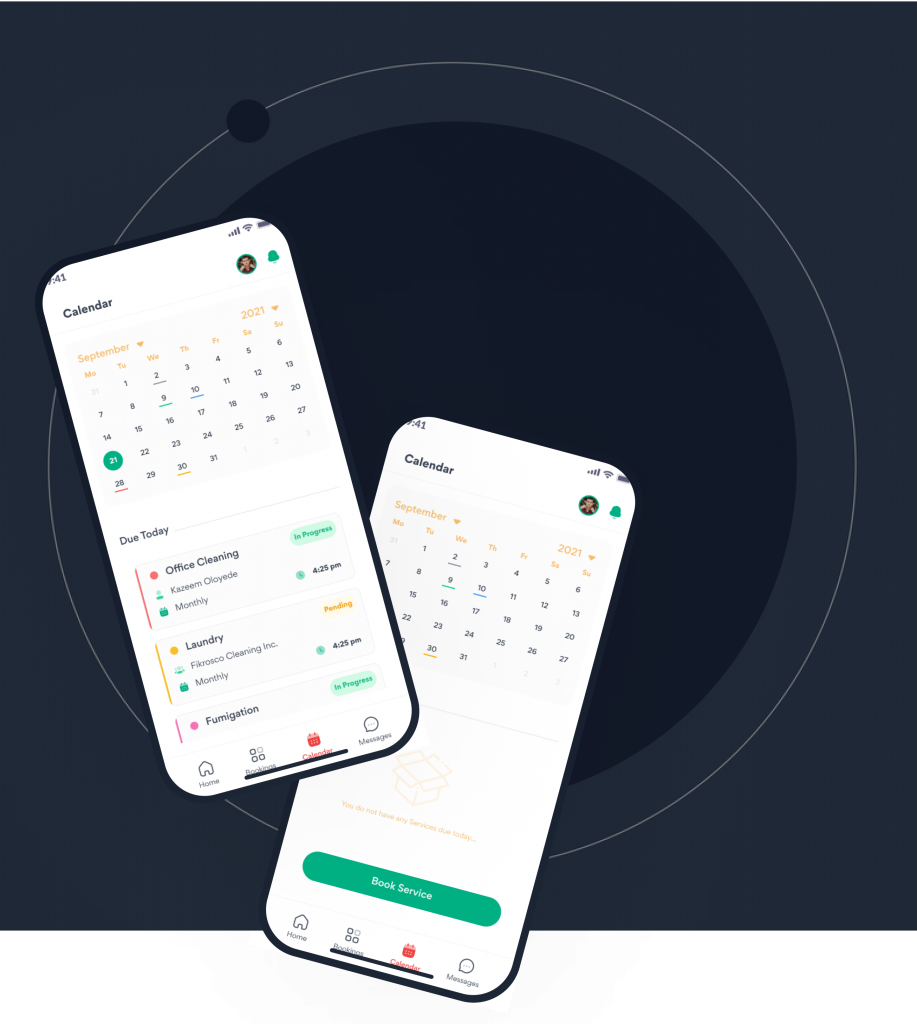 9:41
Calendar
September 2021
Mo Tu We Th Fr Sa Su
31 1 2 3 4 5 6
7 8 9 10 11 12 13
14 15 16 17 18 19 20
21 22 23 24 25 26 27
28 29 30 31 1 2 3
Due Today
Office Cleaning In Progress
Kazeem Oloyede
Monthly 4:25 pm
Laundry Pending
Fikrosco Cleaning Inc.
Monthly 4:25 pm
Fumigation In Progress
Home Bookings Calendar Messages
9:41
Calendar
September 2021
Mo Tu We Th Fr Sa Su
31 1 2 3 4 5 6
7 8 9 10 11 12 13
15 16 17 18 19 20
22 23 24 25 26 27
30 31 1 2 3
You do not have any Services due today...
Book Service
Home Bookings Calendar Messages